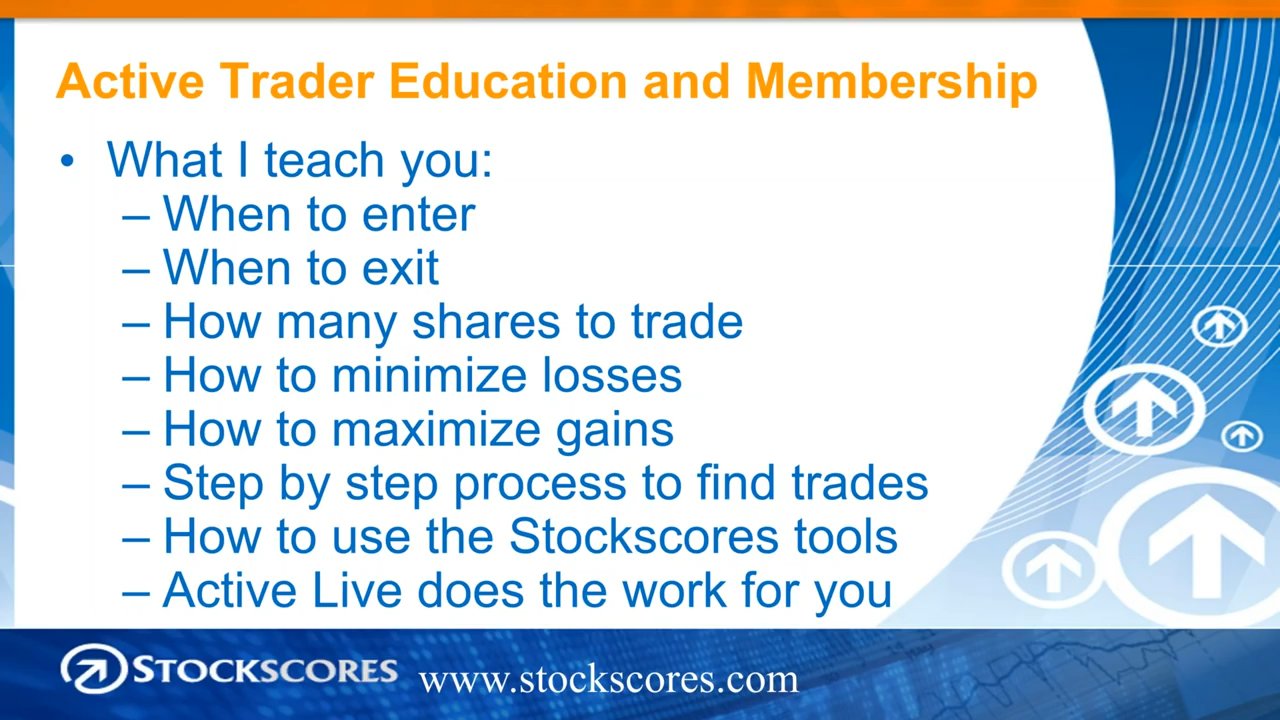 Active Trader Education and Membership
• What I teach you:
– When to enter
– When to exit
– How many shares to trade
– How to minimize losses
– How to maximize gains
– Step by step process to find trades
– How to use the Stockscores tools
– Active Live does the work for you
STOCKSCORES www.stockscores.com